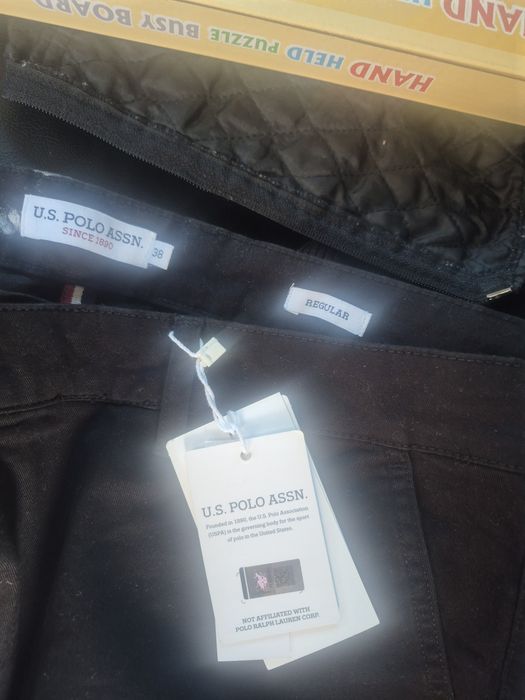 HAND
HAND HELD PUZZLE BUSY BOARD
U.S. POLO ASSN.
SINCE 1890
38
REGULAR
U.S. POLO ASSN.
Founded in 1890, the U.S. Polo Association
(USPA) is the governing body for the sport
of polo in the United States.
NOT AFFILIATED WITH
POLO RALPH LAUREN CORP.